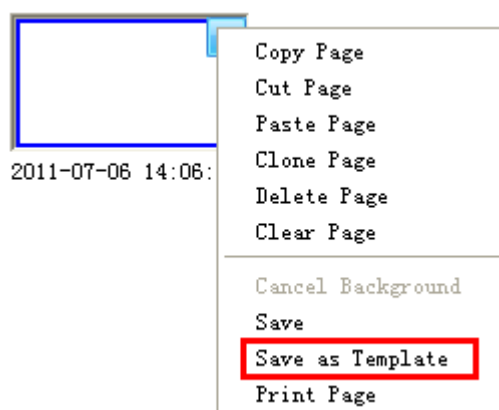 Copy Page
Cut Page
Paste Page
2011-07-06 14:06:
Clone Page
Delete Page
Clear Page
Cancel Background
Save
Save as Template
Print Page